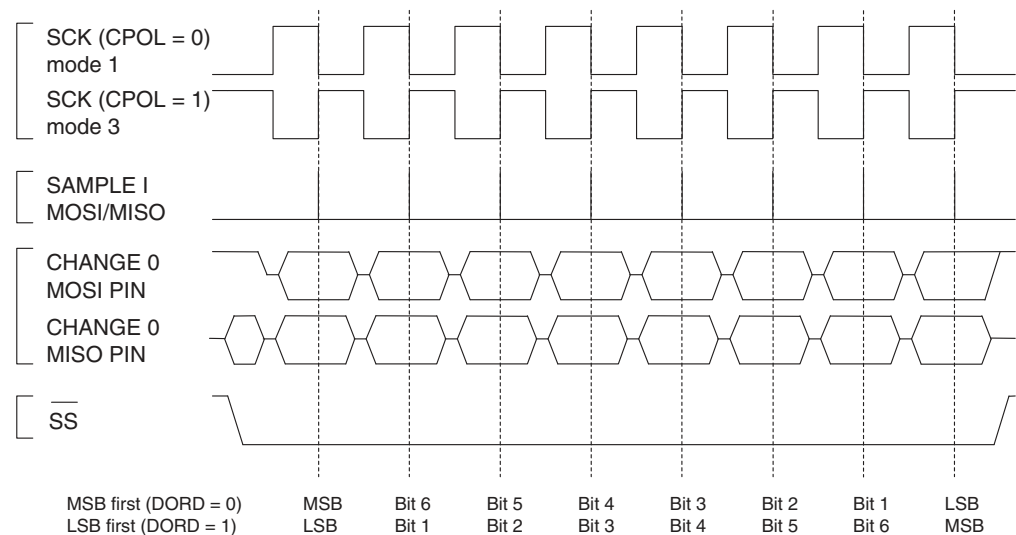 SCK (CPOL = 0)
mode 1
SCK (CPOL = 1)
mode 3
SAMPLE I
MOSI/MISO
CHANGE 0
MOSI PIN
CHANGE 0
MISO PIN
SS
MSB first (DORD = 0) MSB Bit 6 Bit 5 Bit 4 Bit 3 Bit 2 Bit 1 LSB
LSB first (DORD = 1) LSB Bit 1 Bit 2 Bit 3 Bit 4 Bit 5 Bit 6 MSB